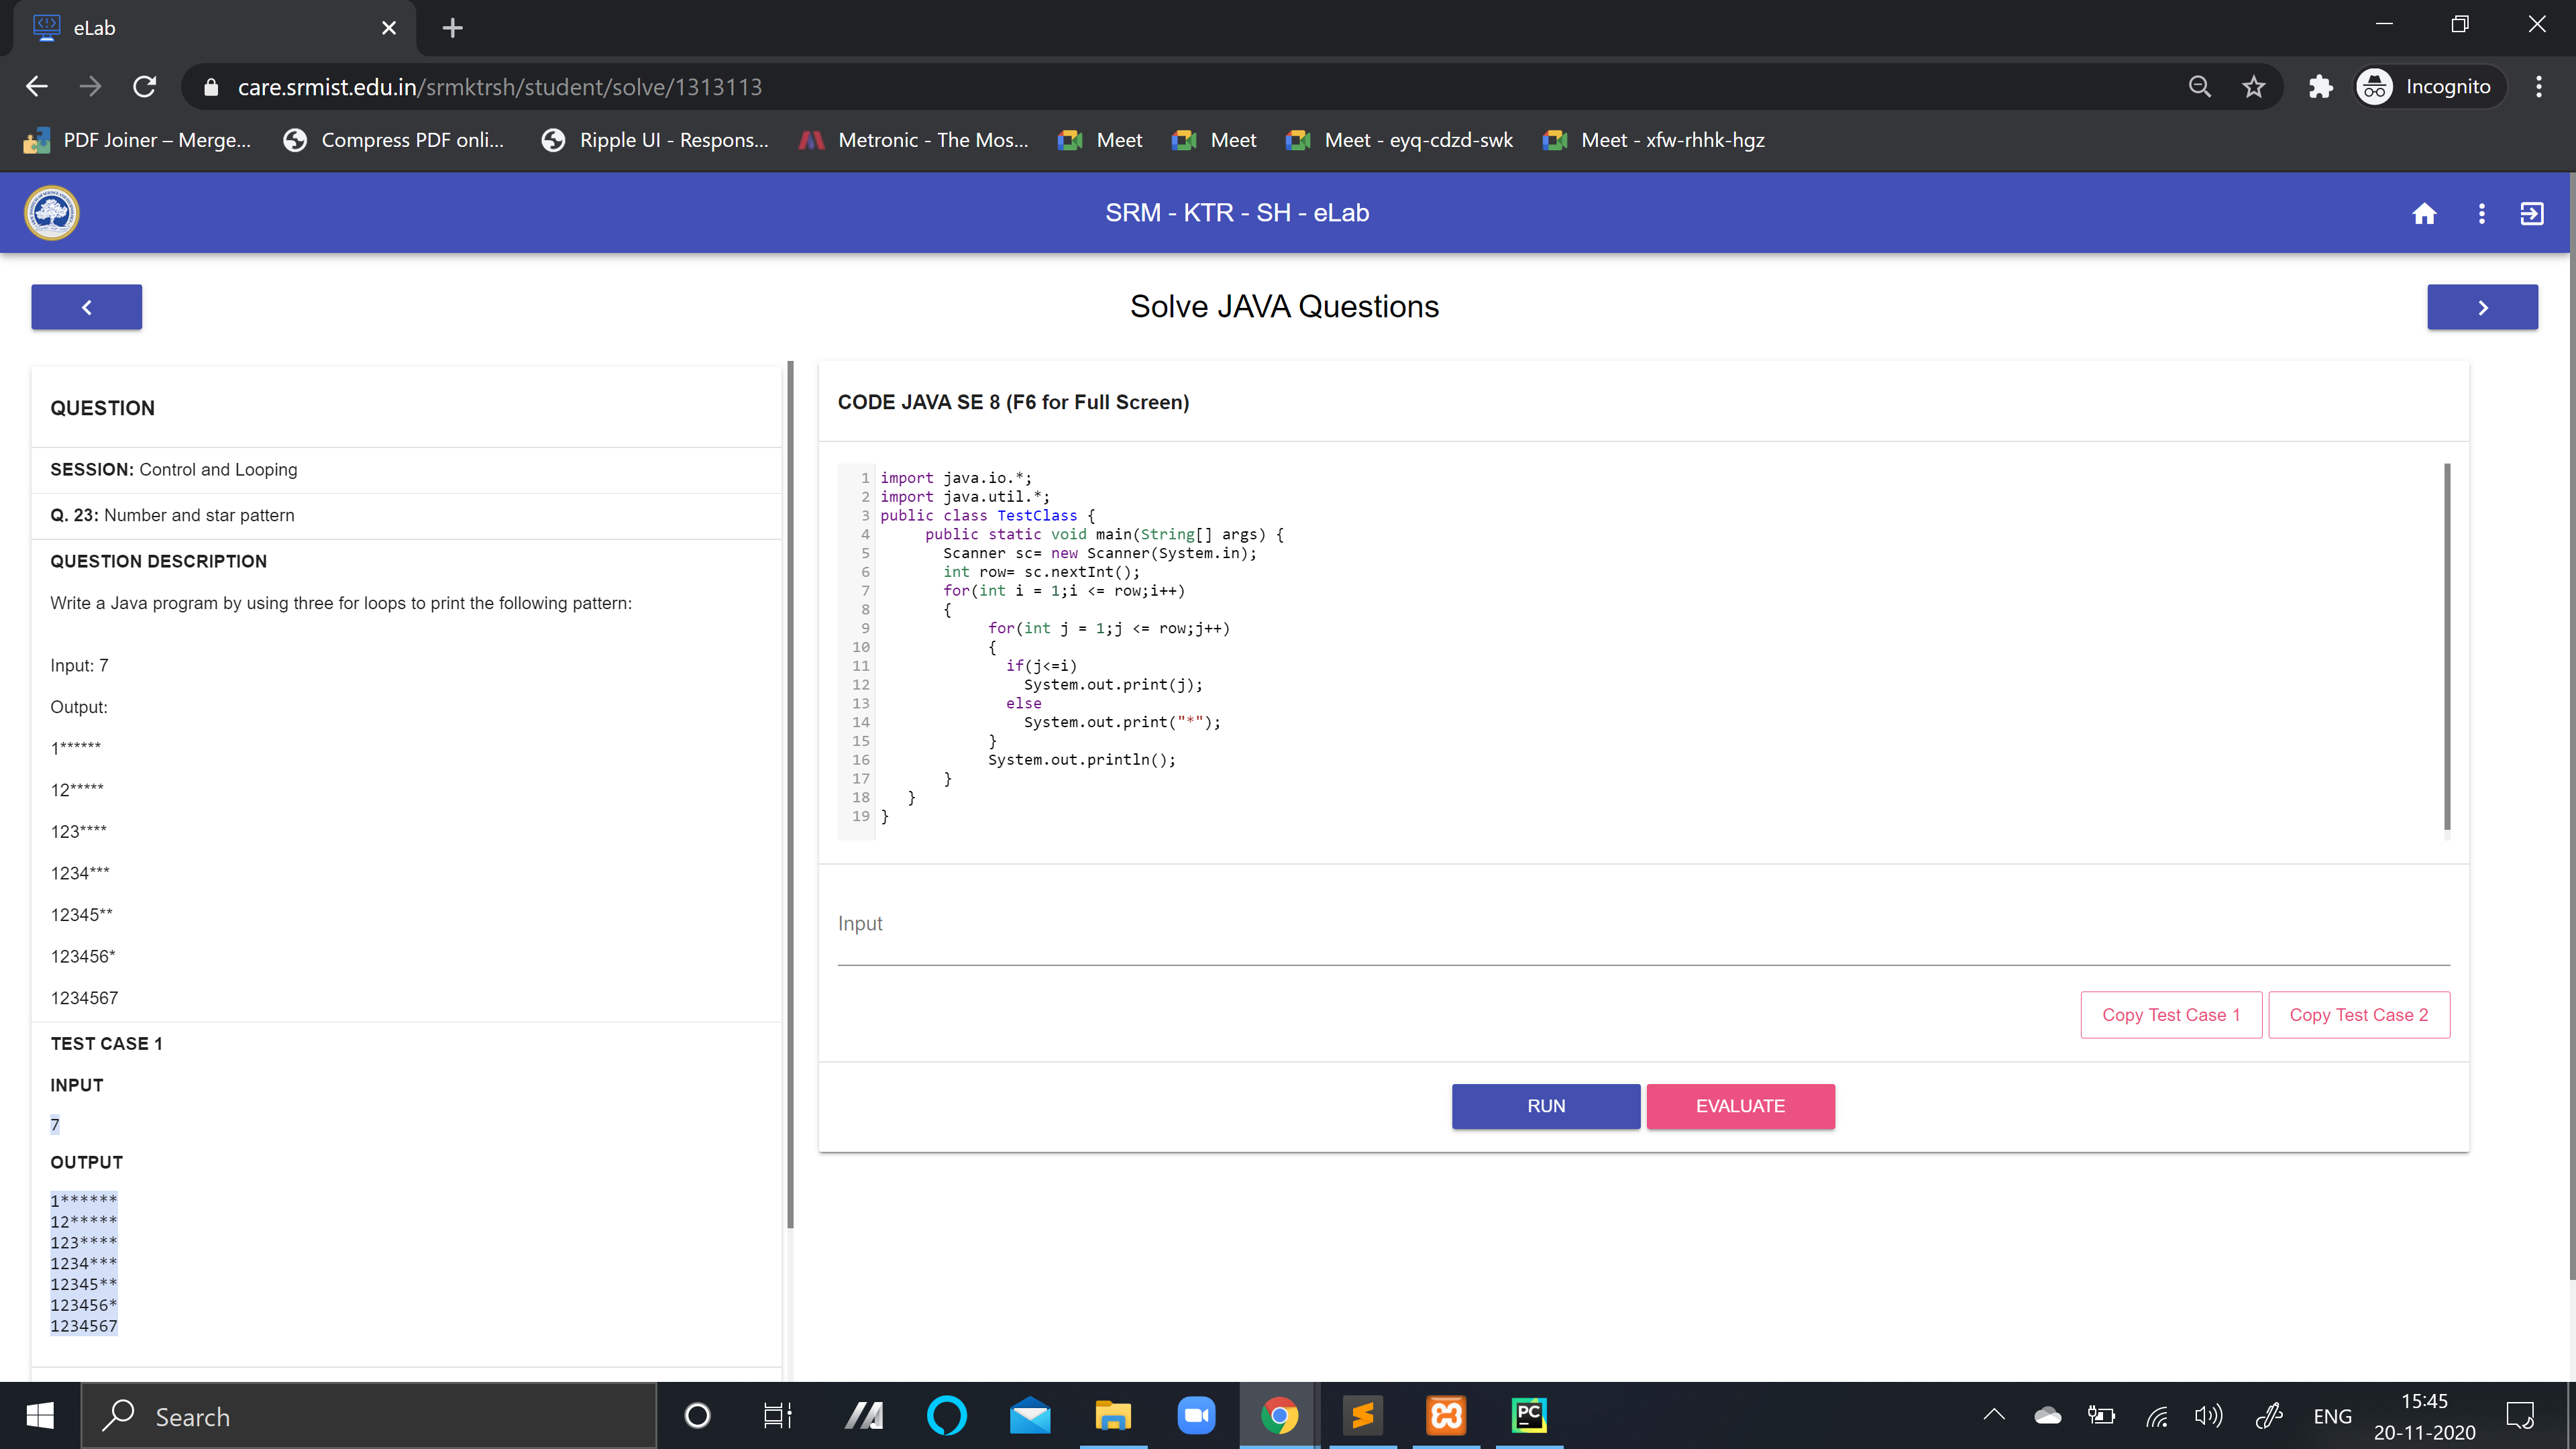 eLab
care.srmist.edu.in/srmktrsh/student/solve/1313113
Incognito
PDF Joiner – Merge...
Compress PDF onli...
Ripple UI - Respons...
Metronic - The Mos...
Meet
Meet
Meet - eyq-cdzd-swk
Meet - xfw-rhhk-hgz
SRM - KTR - SH - eLab
Solve JAVA Questions
QUESTION
SESSION: Control and Looping
Q. 23: Number and star pattern
QUESTION DESCRIPTION
Write a Java program by using three for loops to print the following pattern:
Input: 7
Output:
1******
12*****
123****
1234***
12345**
123456*
1234567
TEST CASE 1
INPUT
7
OUTPUT
1******
12*****
123****
1234***
12345**
123456*
1234567
CODE JAVA SE 8 (F6 for Full Screen)
1 import java.io.*;
2 import java.util.*;
3 public class TestClass {
4 public static void main(String[] args) {
5 Scanner sc= new Scanner(System.in);
6 int row= sc.nextInt();
7 for(int i = 1;i <= row;i++)
8 {
9 for(int j = 1;j <= row;j++)
10 {
11 if(j<=i)
12 System.out.print(j);
13 else
14 System.out.print("*");
15 }
16 System.out.println();
17 }
18 }
19 }
Input
Copy Test Case 1
Copy Test Case 2
RUN
EVALUATE
Search
PC
ENG
15:45
20-11-2020